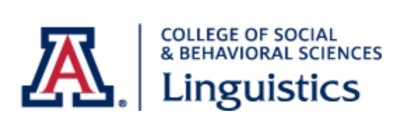 A®
COLLEGE OF SOCIAL
& BEHAVIORAL SCIENCES
Linguistics